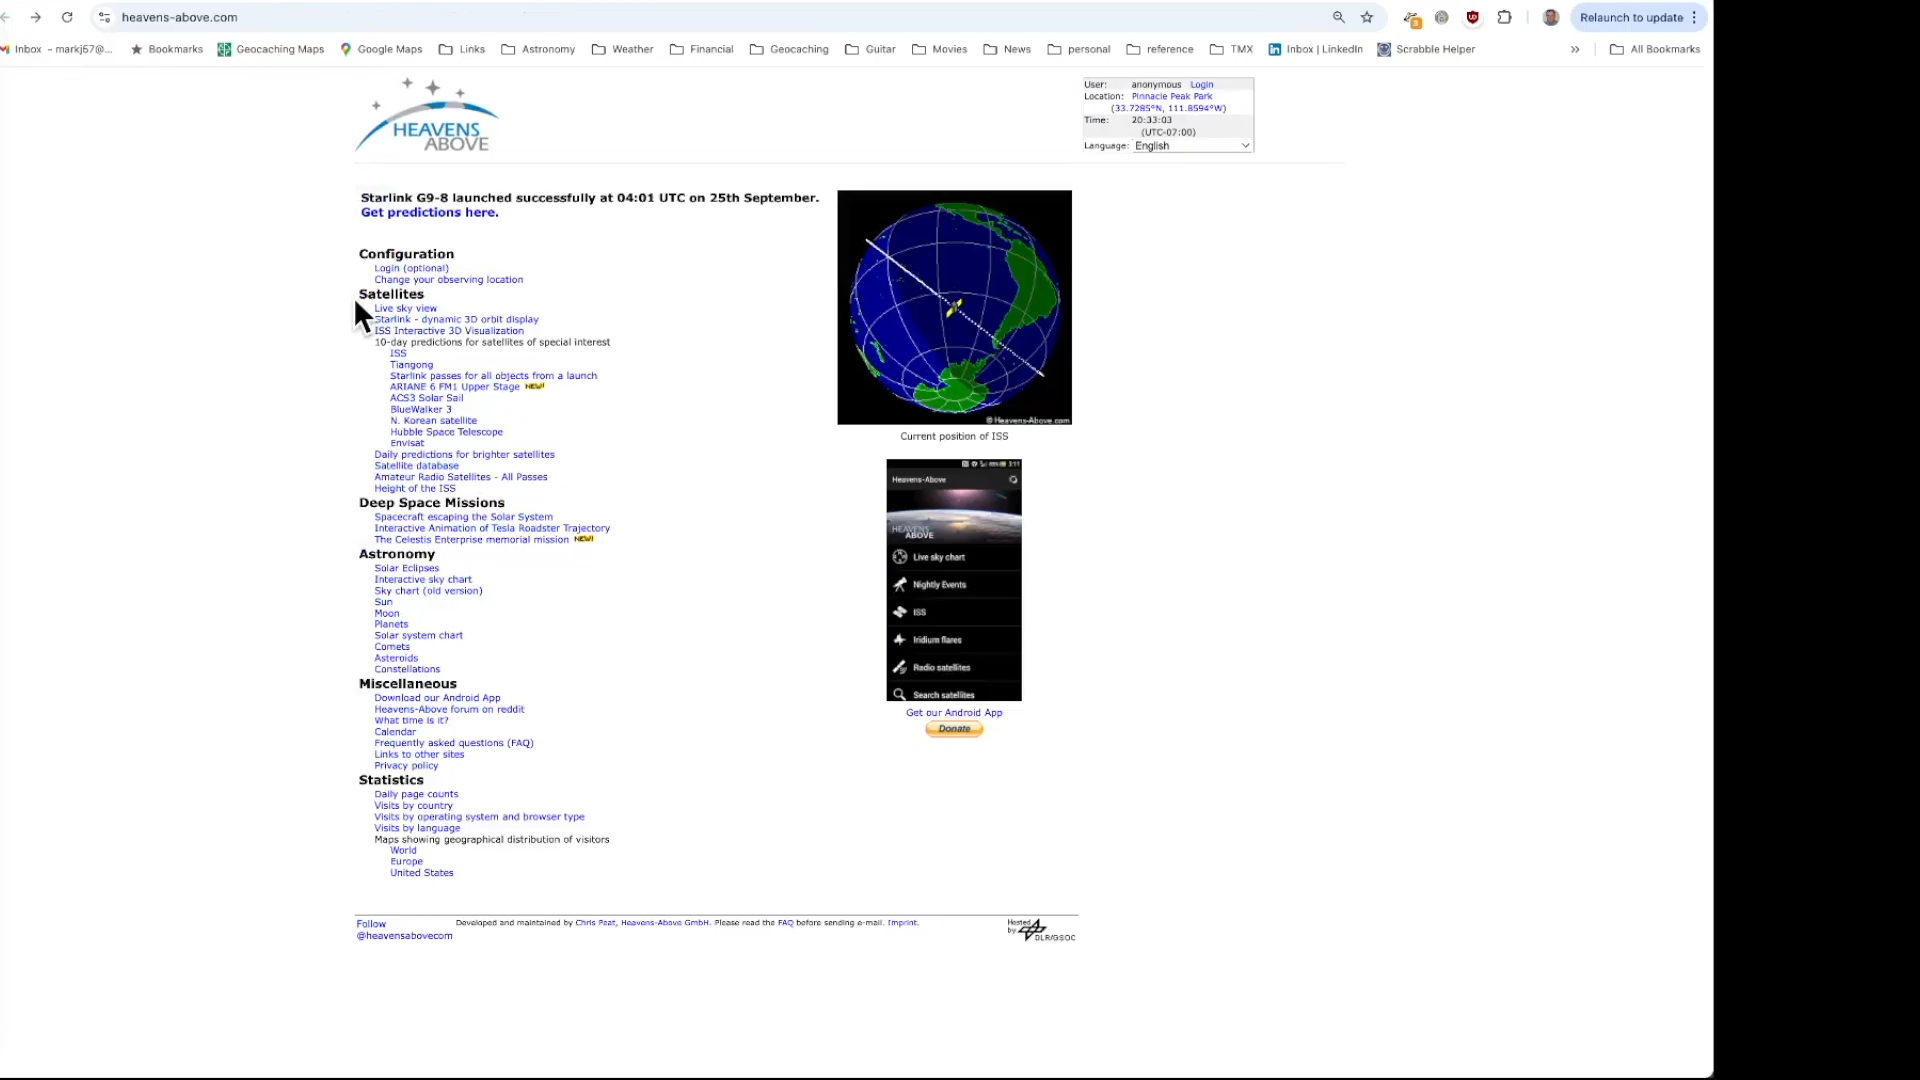 heavens-above.com
Relaunch to update
Inbox - markj57@...
Bookmarks
Geocaching Maps
Google Maps
Links
Astronomy
Weather
Financial
Geocaching
Guitar
Movies
News
personal
reference
TMX
Inbox | LinkedIn
Scrabble Helper
»
All Bookmarks
HEAVENS
ABOVE
User: anonymous Login
Location: Pinnacle Peak Park
(33.7285°N, 111.8594°W)
Time: 20:33:03
(UTC-07:00)
Language: English
Starlink G9-8 launched successfully at 04:01 UTC on 25th September.
Get predictions here.
Configuration
Login (optional)
Change your observing location
Satellites
Live sky view
Starlink - dynamic 3D orbit display
ISS Interactive 3D Visualization
10-day predictions for satellites of special interest
ISS
Tiangong
Starlink passes for all objects from a launch
ARIANE 6 FM1 Upper Stage NEW!
ACS3 Solar Sail
BlueWalker 3
N. Korean satellite
Hubble Space Telescope
Envisat
Daily predictions for brighter satellites
Satellite database
Amateur Radio Satellites - All Passes
Height of the ISS
Deep Space Missions
Spacecraft escaping the Solar System
Interactive Animation of Tesla Roadster Trajectory
The Celestis Enterprise memorial mission NEW!
Astronomy
Solar Eclipses
Interactive sky chart
Sky chart (old version)
Sun
Moon
Planets
Solar system chart
Comets
Asteroids
Constellations
Miscellaneous
Download our Android App
Heavens-Above forum on reddit
What time is it?
Calendar
Frequently asked questions (FAQ)
Links to other sites
Privacy policy
Statistics
Daily page counts
Visits by country
Visits by operating system and browser type
Visits by language
Maps showing geographical distribution of visitors
World
Europe
United States
© Heavens-Above.com
Current position of ISS
3:11
Heavens-Above
HEAVENS
ABOVE
Live sky chart
Nightly Events
ISS
Iridium flares
Radio satellites
Search satellites
Get our Android App
Donate
Follow
@heavensabovecom
Developed and maintained by Chris Peat, Heavens-Above GmbH. Please read the FAQ before sending e-mail. Imprint.
Hosted
by
DLR/GSOC